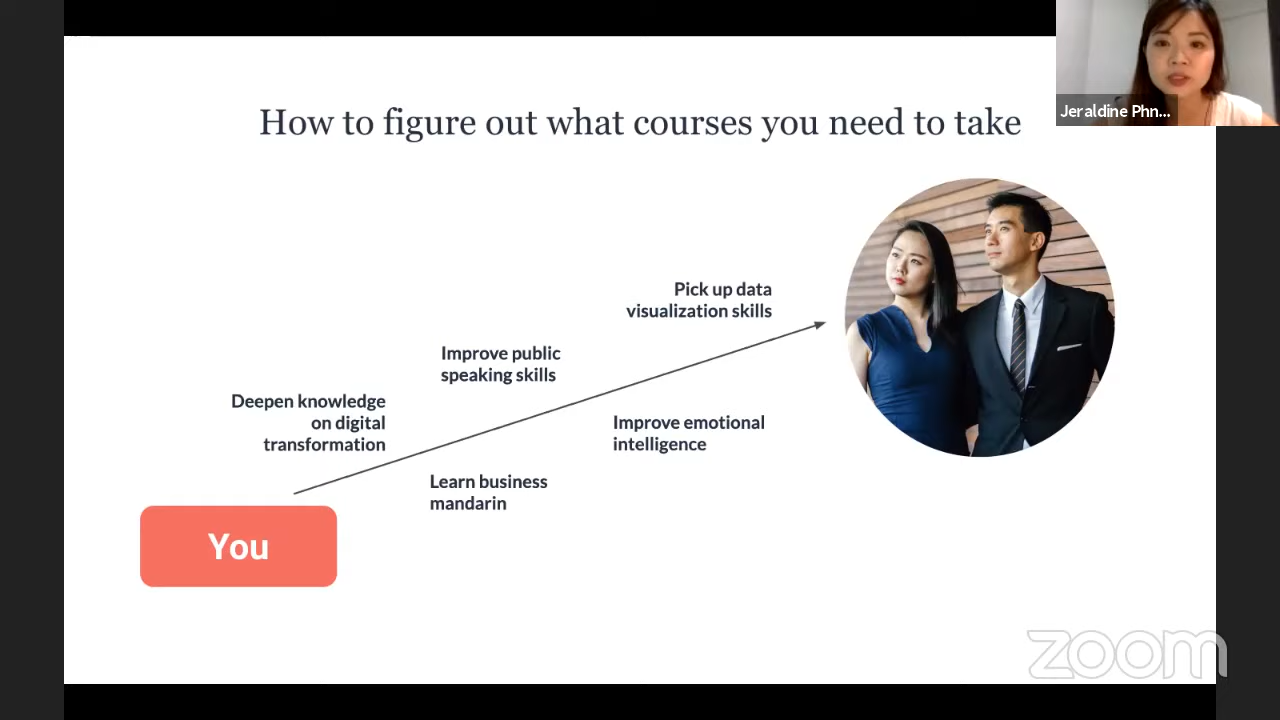 How to figure out what courses you need to take
Jeraldine Phn...
Pick up data
visualization skills
Improve public
speaking skills
Deepen knowledge
on digital
transformation
Improve emotional
intelligence
Learn business
mandarin
You
zoom